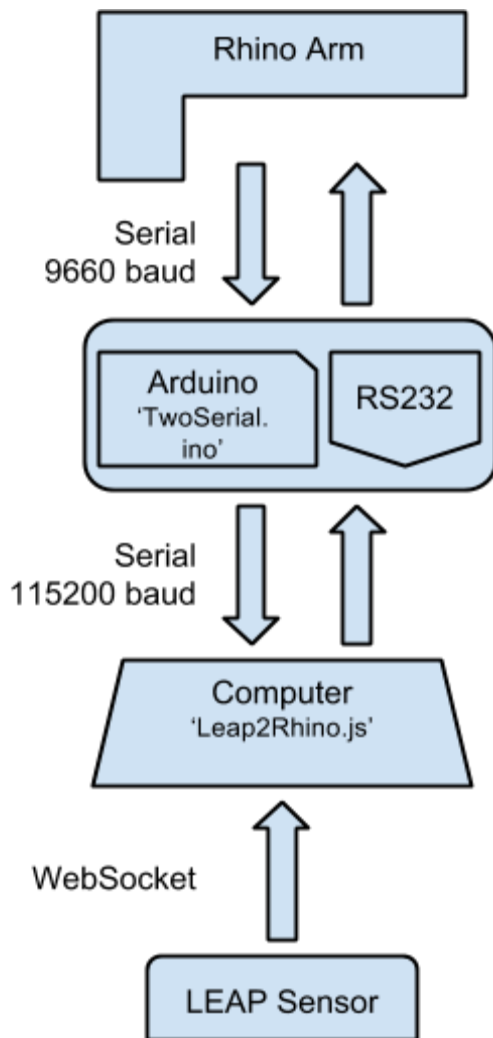 Rhino Arm
Serial
9660 baud
Arduino
‘TwoSerial.
ino’
RS232
Serial
115200 baud
Computer
‘Leap2Rhino.js’
WebSocket
LEAP Sensor